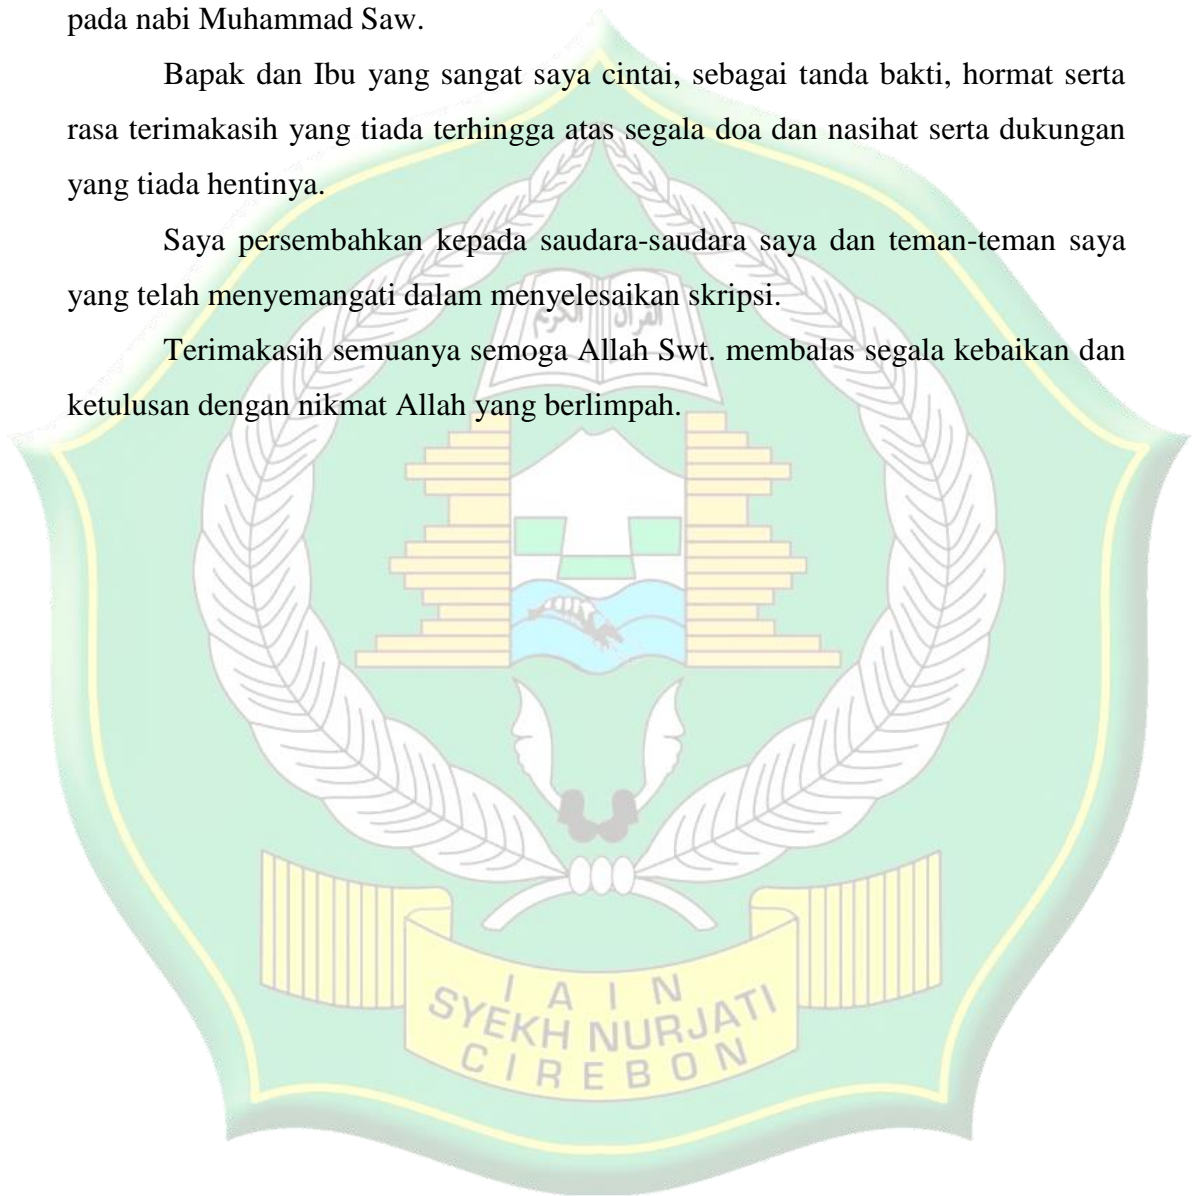 pada nabi Muhammad Saw.
Bapak dan Ibu yang sangat saya cintai, sebagai tanda bakti, hormat serta
rasa terimakasih yang tiada terhingga atas segala doa dan nasihat serta dukungan
yang tiada hentinya.
Saya persembahkan kepada saudara-saudara saya dan teman-teman saya
yang telah menyemangati dalam menyelesaikan skripsi.
القرآن الكريم
Terimakasih semuanya semoga Allah Swt. membalas segala kebaikan dan
ketulusan dengan nikmat Allah yang berlimpah.
IAIN
SYEKH NURJATI
CIREBON